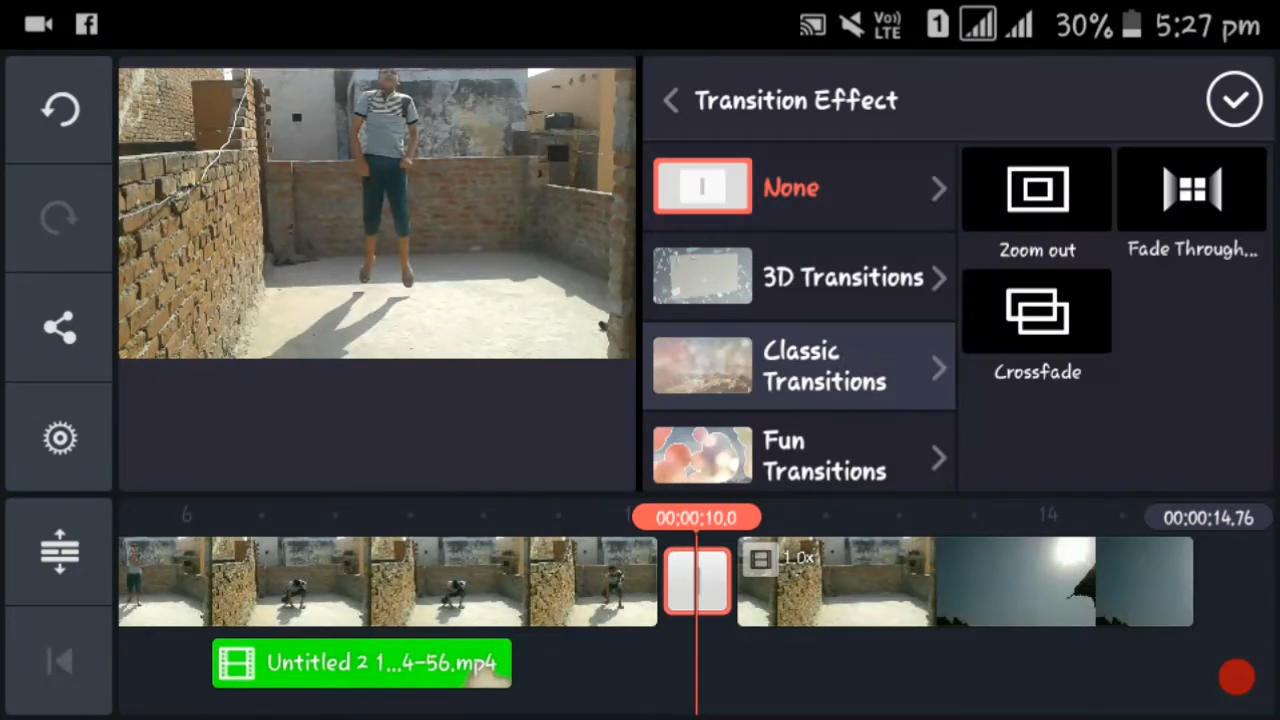 Vo)) LTE 1 30% 5:27 pm
Transition Effect
None
3D Transitions
Classic
Transitions
Fun
Transitions
Zoom out
Fade Through...
Crossfade
6
00:00:10.0
14
00:00:14.76
1.0x
Untitled 2 1...4-56.mp4